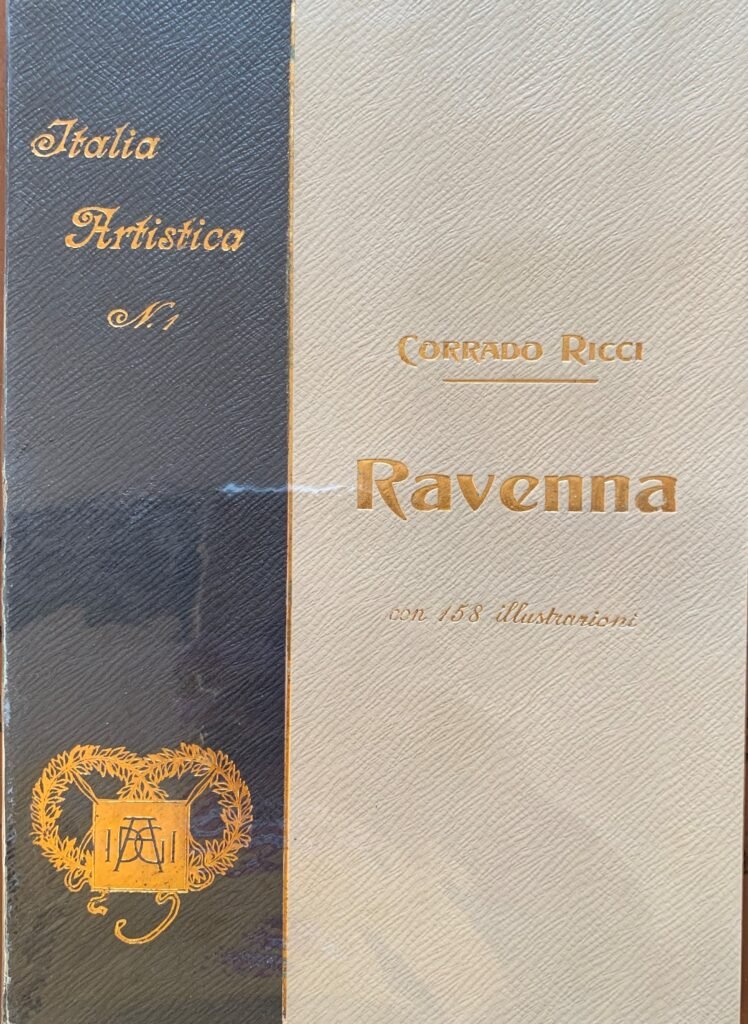 Italia
Artistica
N. 1
CORRADO RICCI
Ravenna
con 158 illustrazioni